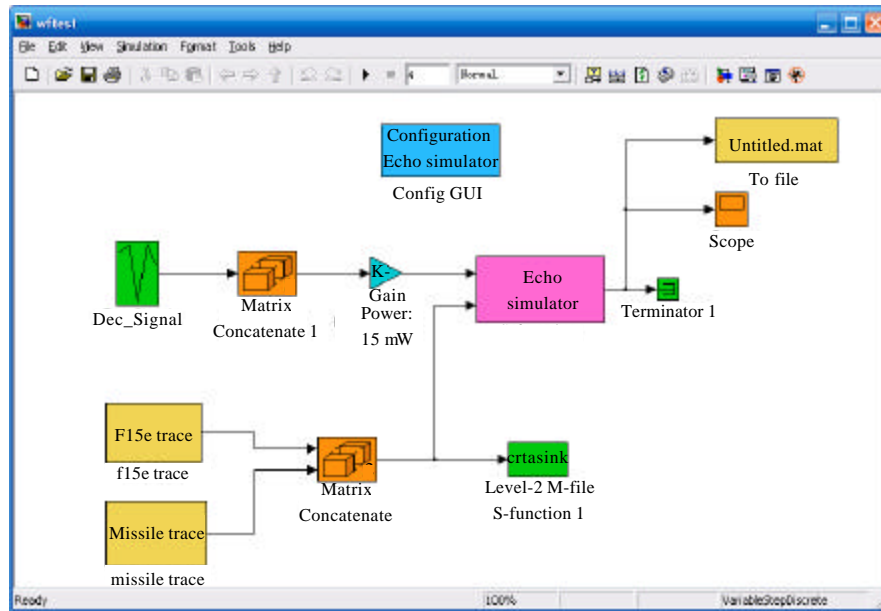 wftest
File Edit View Simulation Format Tools Help
4 Normal
Configuration
Echo simulator
Config GUI
Untitled.mat
To file
Scope
Dec_Signal
Matrix
Concatenate 1
K-
Gain
Power:
15 mW
Echo
simulator
Terminator 1
F15e trace
f15e trace
Matrix
Concatenate
crtasink
Level-2 M-file
S-function 1
Missile trace
missile trace
Ready 100% VariableStepDiscrete